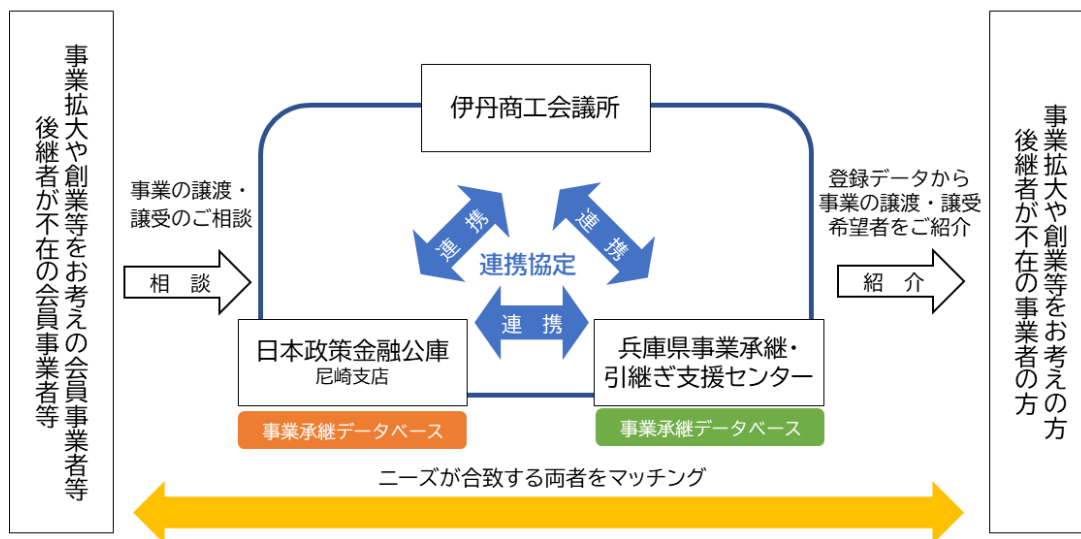 事業拡大や創業等をお考えの会員事業者等
後継者が不在の会員事業者等
事業の譲渡・
譲受のご相談
相　談
伊丹商工会議所
連　携
連　携
連携協定
連　携
日本政策金融公庫
尼崎支店
事業承継データベース
兵庫県事業承継・
引継ぎ支援センター
事業承継データベース
登録データから
事業の譲渡・譲受
希望者をご紹介
紹　介
事業拡大や創業等をお考えの方
後継者が不在の事業者の方
ニーズが合致する両者をマッチング